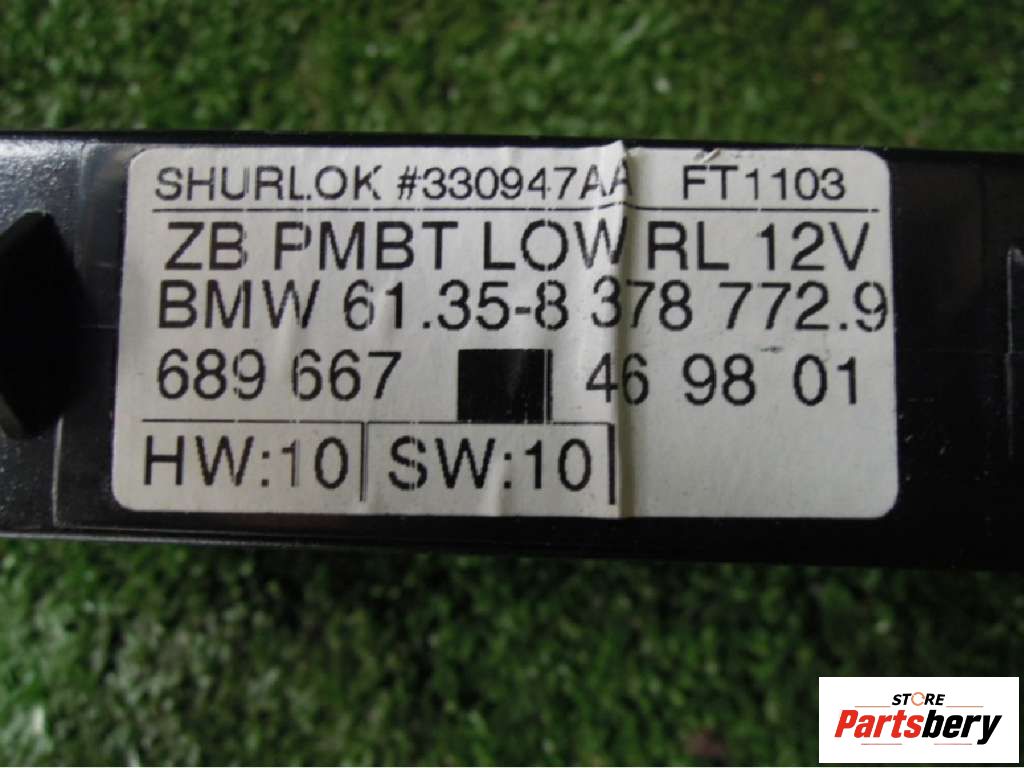 SHURLOK #330947AA FT1103
ZB PMBT LOW RL 12V
BMW 61.35-8 378 772.9
689 667 46 98 01
HW:10 SW:10
STORE
Partsbery